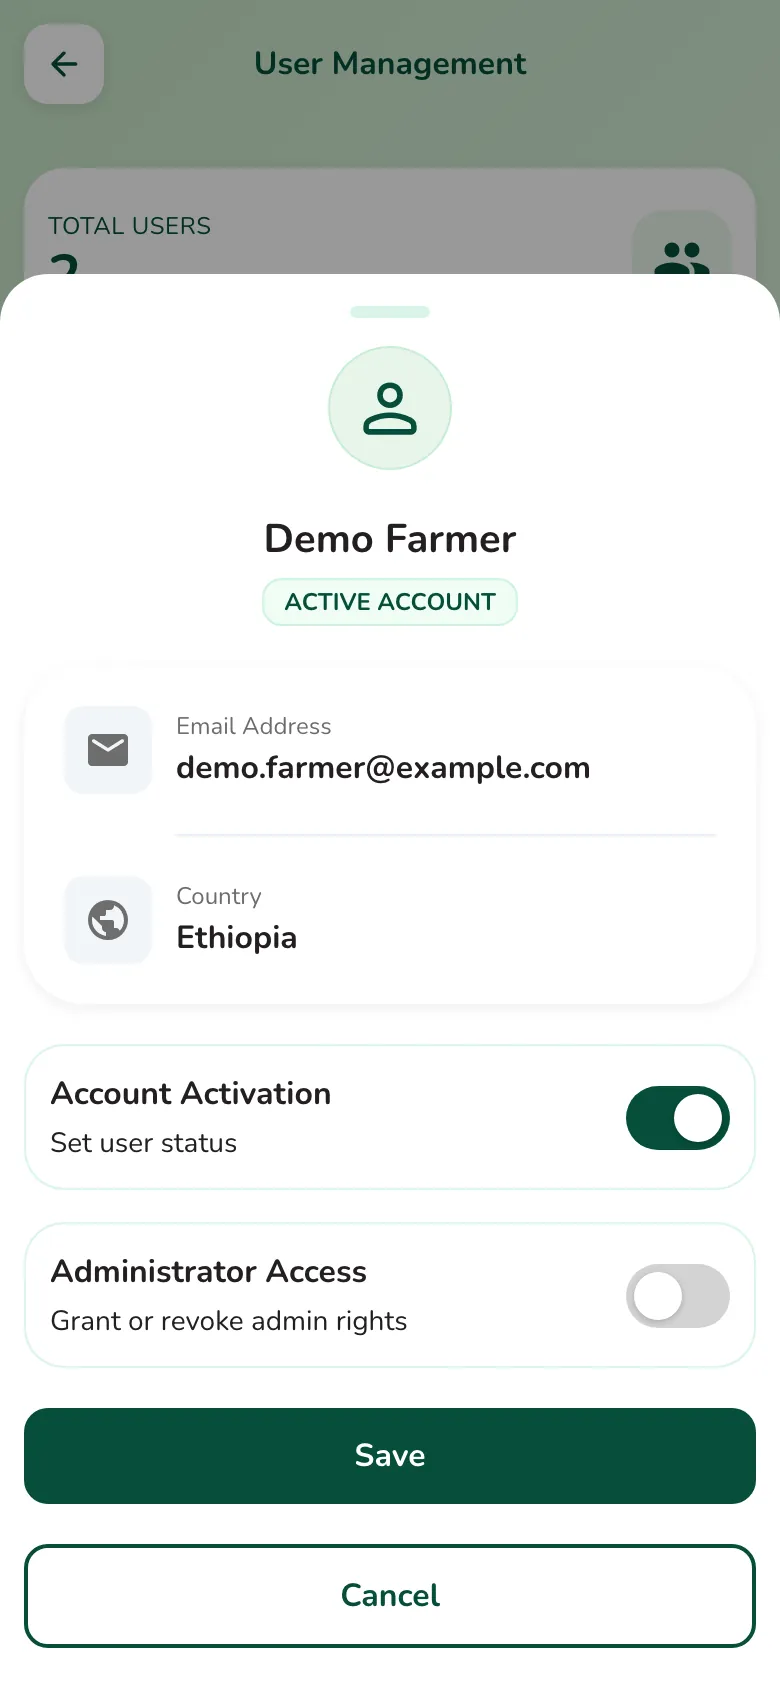 User Management
TOTAL USERS
2
Demo Farmer
ACTIVE ACCOUNT
Email Address
demo.farmer@example.com
Country
Ethiopia
Account Activation
Set user status
Administrator Access
Grant or revoke admin rights
Save
Cancel